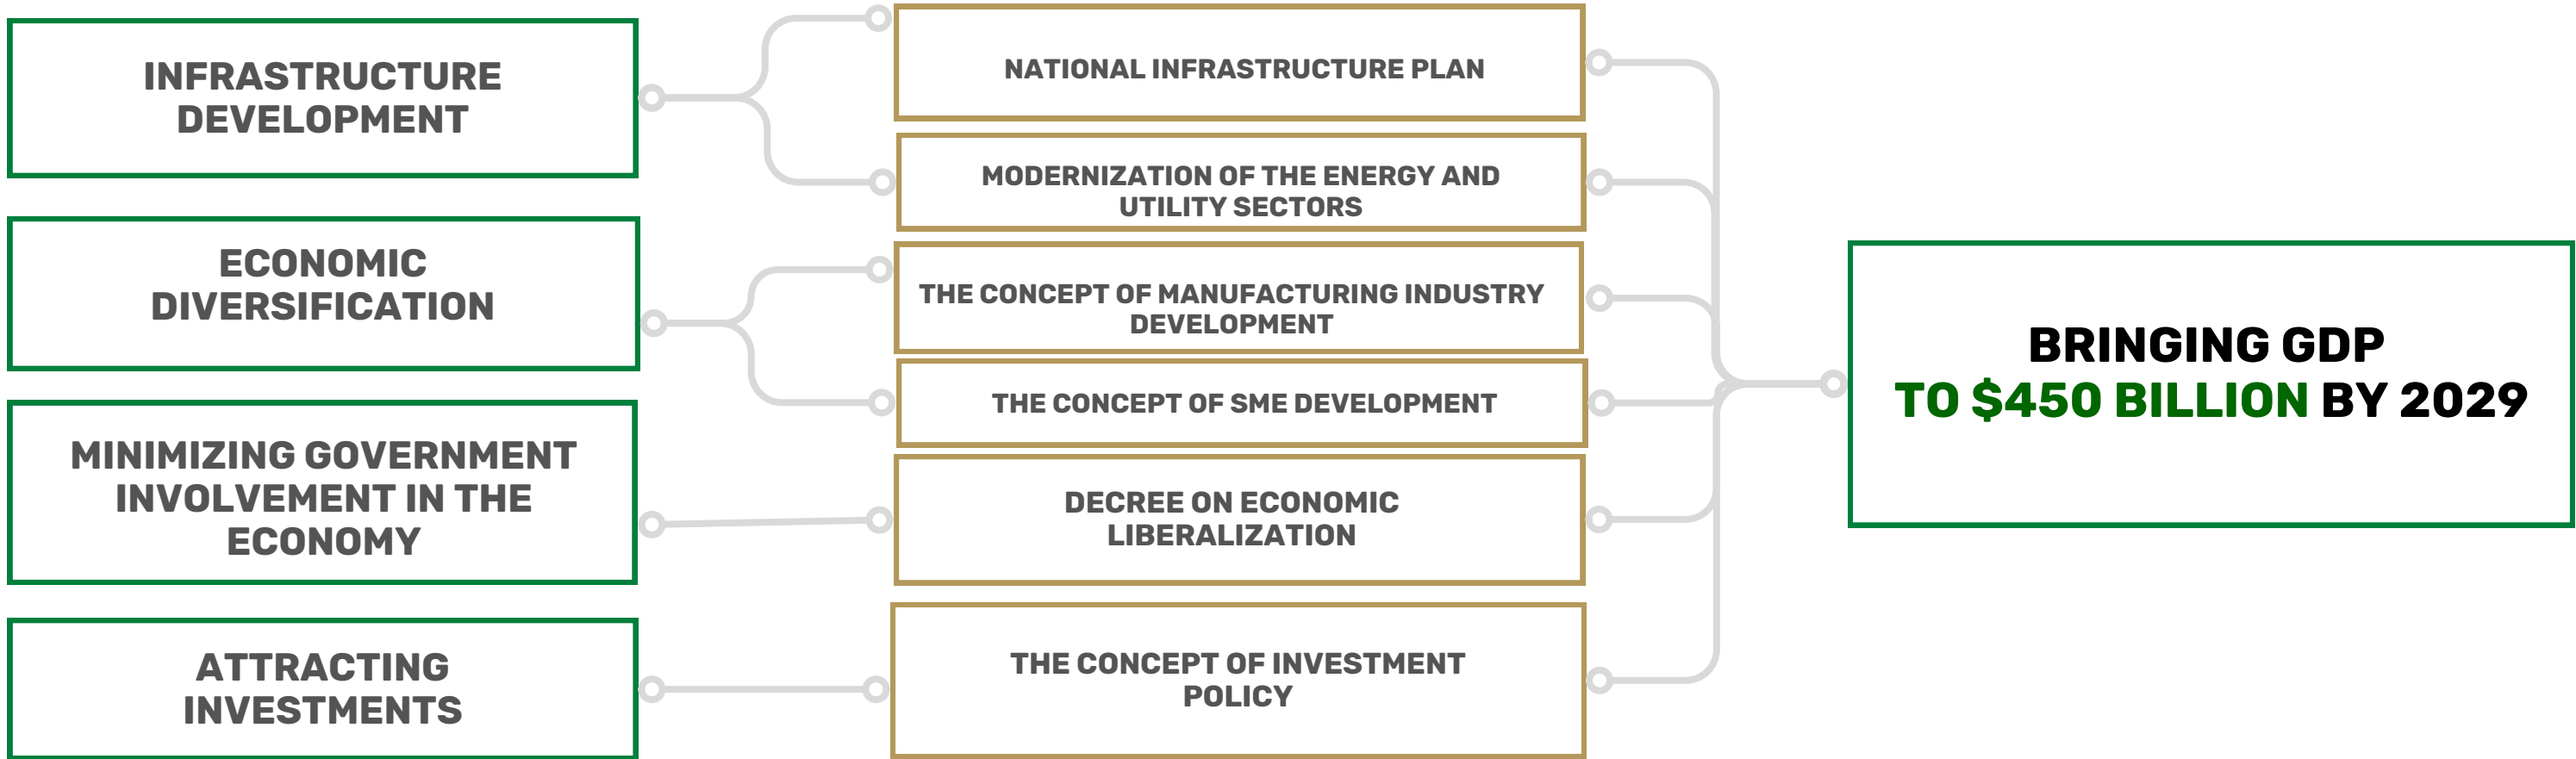 INFRASTRUCTURE
DEVELOPMENT
ECONOMIC
DIVERSIFICATION
MINIMIZING GOVERNMENT
INVOLVEMENT IN THE
ECONOMY
ATTRACTING
INVESTMENTS
NATIONAL INFRASTRUCTURE PLAN
MODERNIZATION OF THE ENERGY AND
UTILITY SECTORS
THE CONCEPT OF MANUFACTURING INDUSTRY
DEVELOPMENT
THE CONCEPT OF SME DEVELOPMENT
DECREE ON ECONOMIC
LIBERALIZATION
THE CONCEPT OF INVESTMENT
POLICY
BRINGING GDP
TO $450 BILLION BY 2029